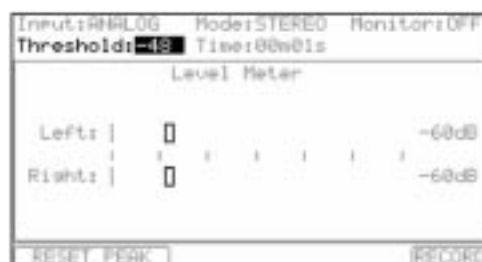 Input:ANALOG Mode:STEREO Monitor:OFF
Threshold:-48 Time:00m01s
Level Meter
Left: -60dB
Right: -60dB
RESET PEAK RECORD